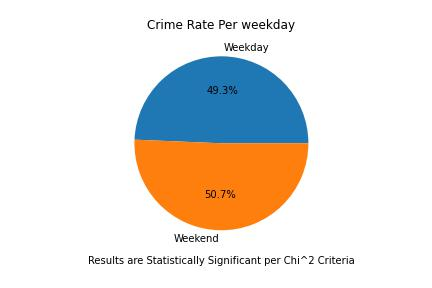 Crime Rate Per weekday
Weekday
49.3%
50.7%
Weekend
Results are Statistically Significant per Chi^2 Criteria